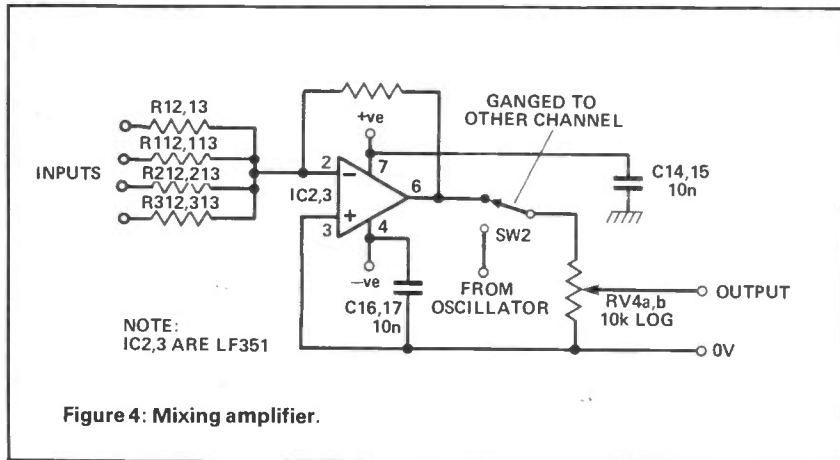 R12,13
R112,113
INPUTS
R212,213
R312,313
+ve
GANGED TO
OTHER CHANNEL
2
7
−
IC2,3
6
+
3
4
−ve
C14,15
10n
SW2
FROM
OSCILLATOR
C16,17
10n
RV4a,b
10k LOG
OUTPUT
0V
NOTE:
IC2,3 ARE LF351
Figure 4: Mixing amplifier.